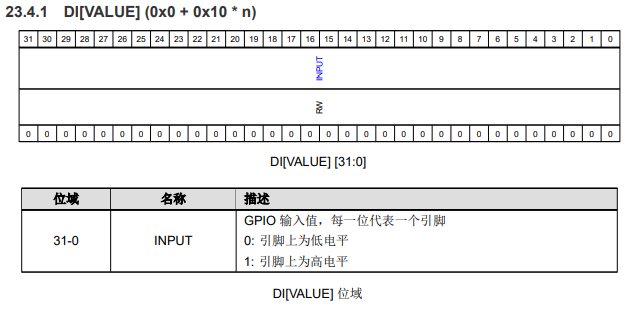 23.4.1 DI[VALUE] (0x0 + 0x10 * n)
31 30 29 28 27 26 25 24 23 22 21 20 19 18 17 16 15 14 13 12 11 10 9 8 7 6 5 4 3 2 1 0
INPUT
RW
0 0 0 0 0 0 0 0 0 0 0 0 0 0 0 0 0 0 0 0 0 0 0 0 0 0 0 0 0 0 0 0
DI[VALUE] [31:0]
位域 名称 描述
GPIO 输入值，每一位代表一个引脚
31-0 INPUT 0: 引脚上为低电平
1: 引脚上为高电平
DI[VALUE] 位域